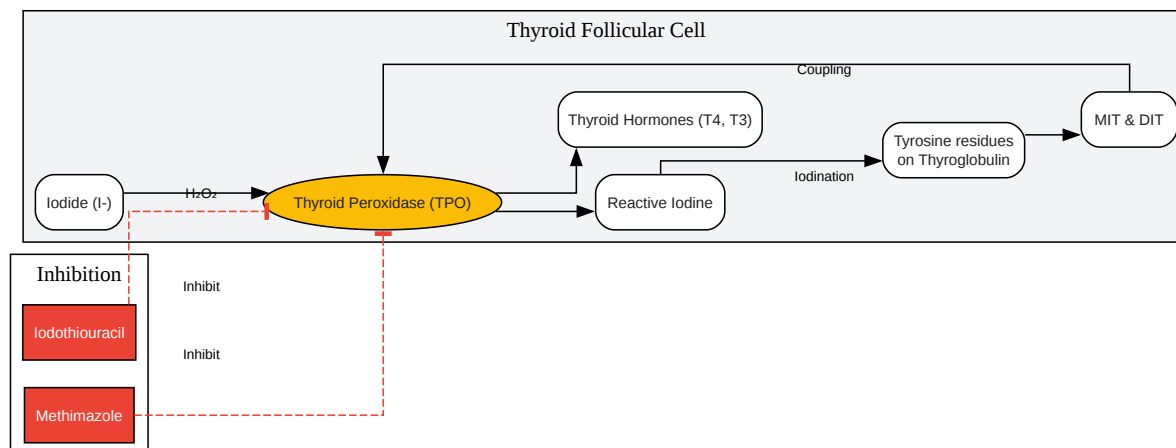 Thyroid Follicular Cell
Coupling
Thyroid Hormones (T4, T3)
MIT & DIT
Tyrosine residues
on Thyroglobulin
Iodination
Iodide (I-)
H₂O₂
Thyroid Peroxidase (TPO)
Reactive Iodine
Inhibition
Inhibit
Iodothiouracil
Inhibit
Methimazole